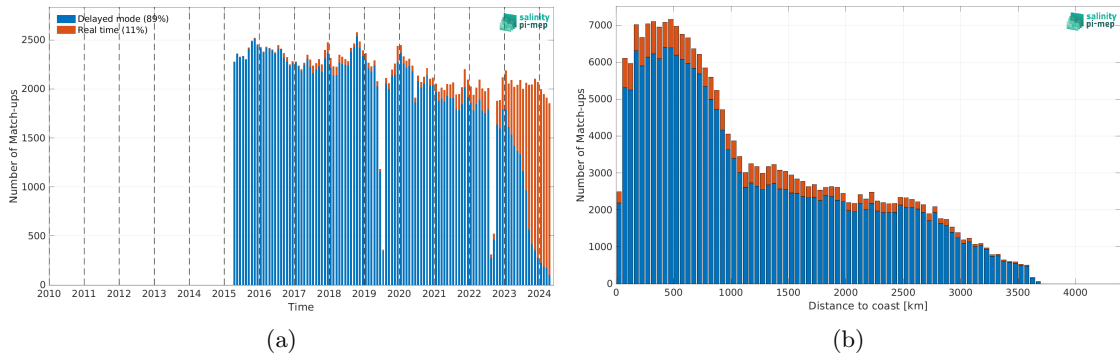 Delayed mode (89%)
Real time (11%)
salinity
pi-mep
Number of Match-ups
2500
2000
1500
1000
500
0
2010 2011 2012 2013 2014 2015 2016 2017 2018 2019 2020 2021 2022 2023 2024
Time
(a)
salinity
pi-mep
Number of Match-ups
7000
6000
5000
4000
3000
2000
1000
0
0 500 1000 1500 2000 2500 3000 3500 4000
Distance to coast [km]
(b)